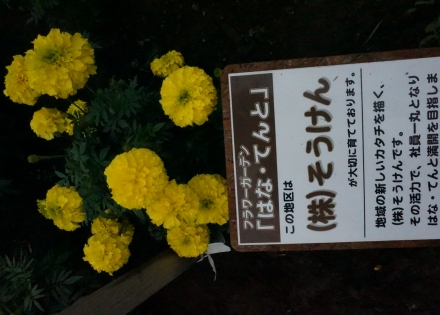 フラワーガーデン
「はな・てんと」
この地区は
(株)そうけん
が大切に育てております。
地域の新しいカタチを描く、
(株)そうけんです。
その活力で、社員一丸となり
はな・てんと満開を目指しま